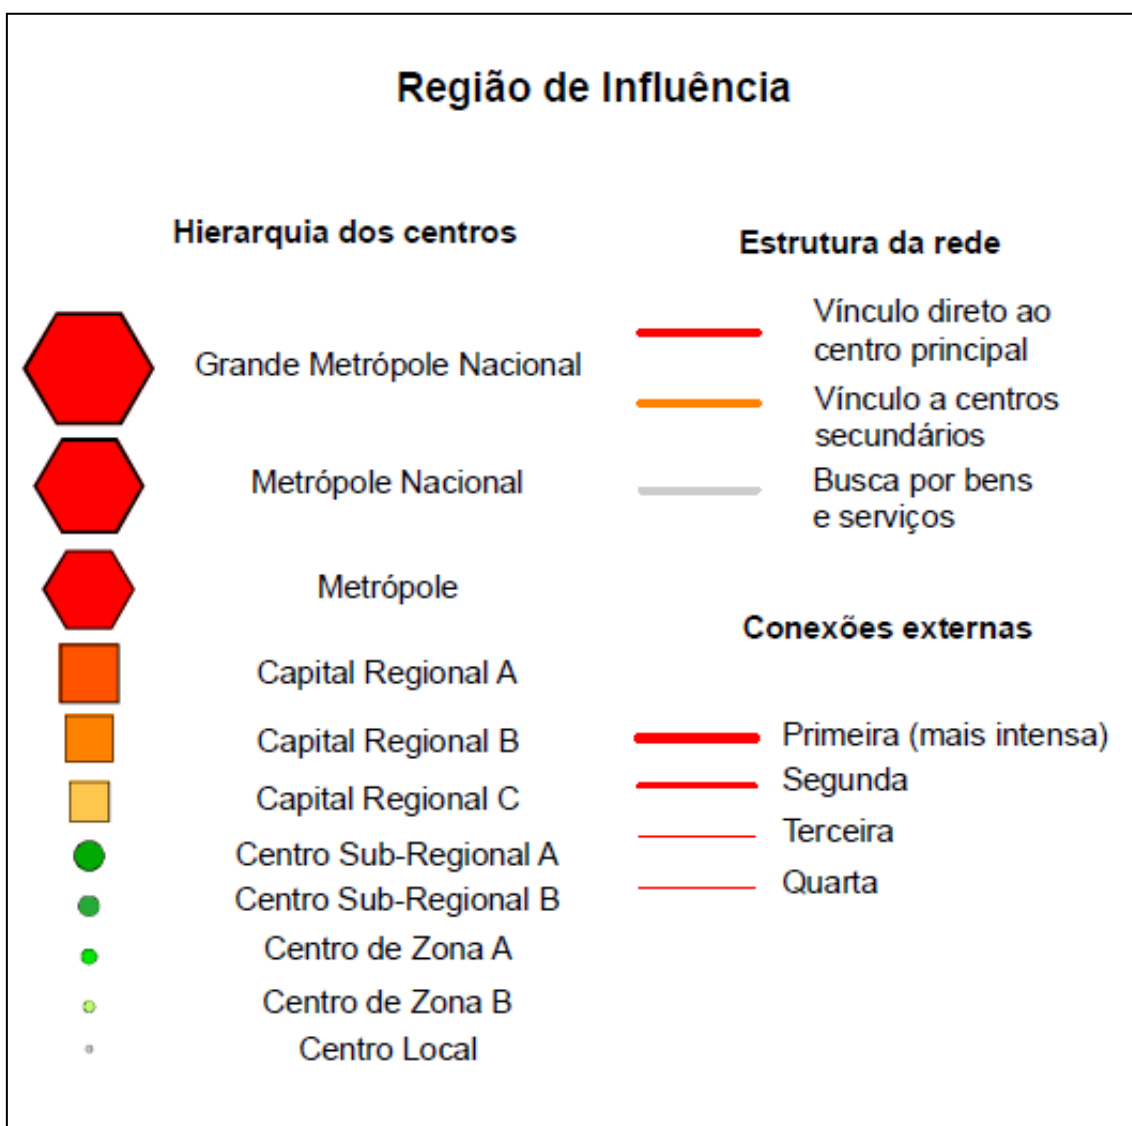 Região de Influência
Hierarquia dos centros
Grande Metrópole Nacional
Metrópole Nacional
Metrópole
Capital Regional A
Capital Regional B
Capital Regional C
Centro Sub-Regional A
Centro Sub-Regional B
Centro de Zona A
Centro de Zona B
Centro Local
Estrutura da rede
Vínculo direto ao
centro principal
Vínculo a centros
secundários
Busca por bens
e serviços
Conexões externas
Primeira (mais intensa)
Segunda
Terceira
Quarta